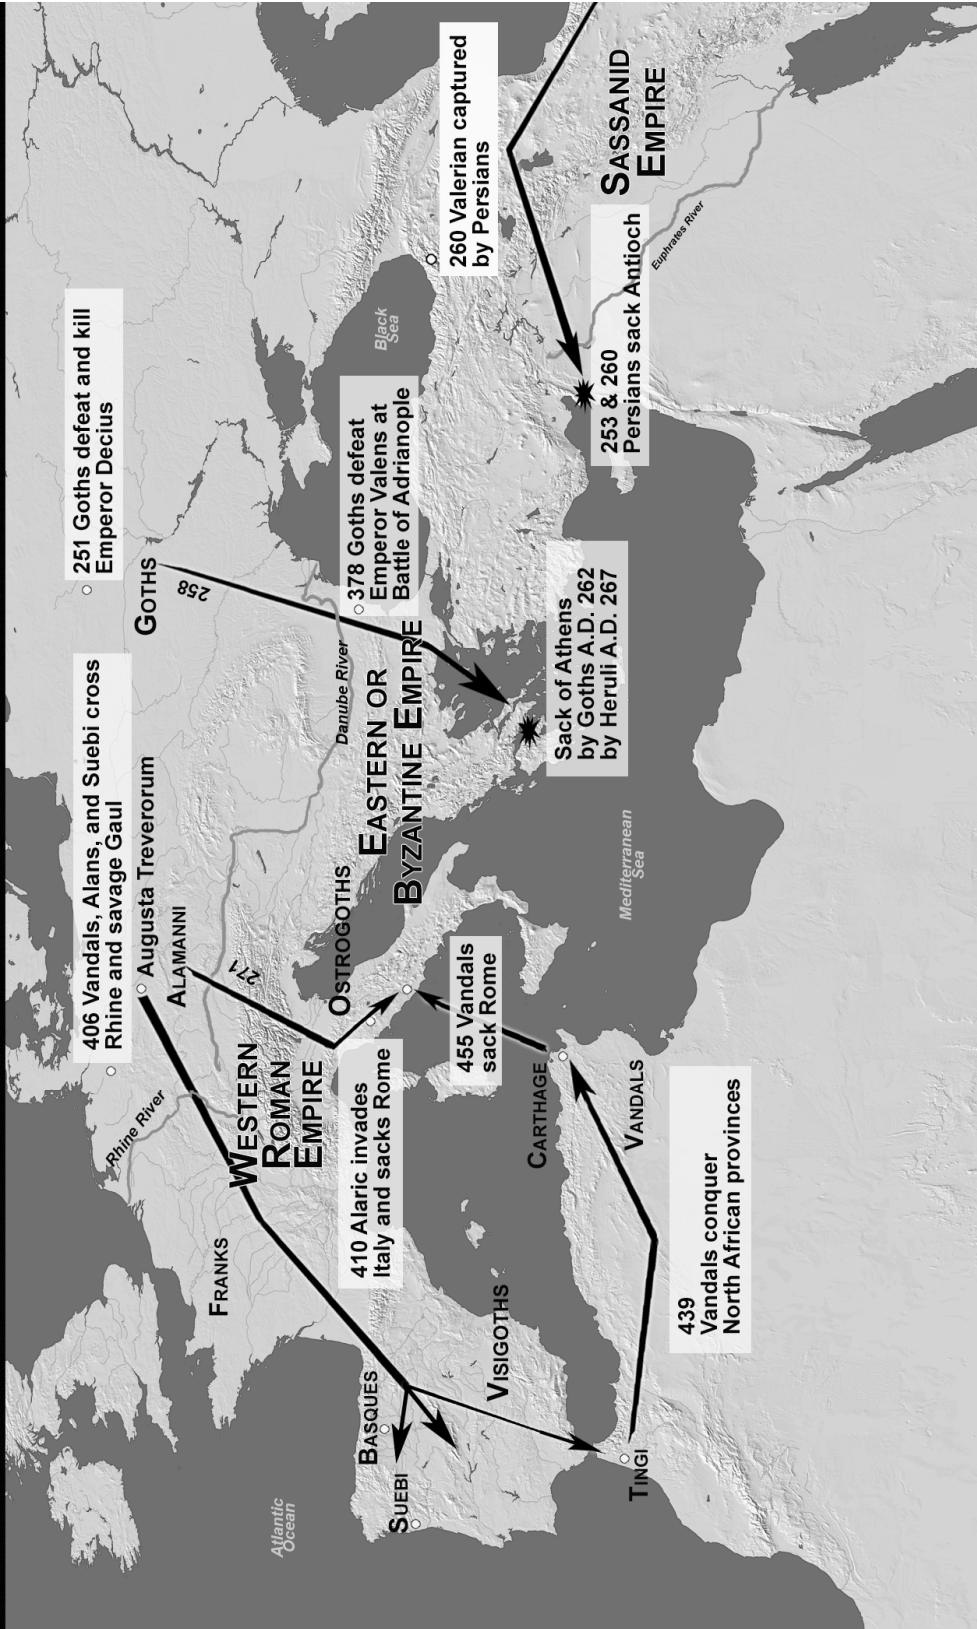 406 Vandals, Alans, and Suebi cross
Rhine and savage Gaul
251 Goths defeat and kill
Emperor Decius
Augusta Treverorum
GOTHS
258
ALAMANNI
271
Rhine River
FRANKS
WESTERN
ROMAN
EMPIRE
OSTROGOTHS
Danube River
EASTERN OR
BYZANTINE EMPIRE
378 Goths defeat
Emperor Valens at
Battle of Adrianople
Black
Sea
260 Valerian captured
by Persians
Atlantic
Ocean
410 Alaric invades
Italy and sacks Rome
BASQUES
SUEBI
VISIGOTHS
455 Vandals
sack Rome
Sack of Athens
by Goths A.D. 262
by Heruli A.D. 267
253 & 260
Persians sack Antioch
SASSANID
EMPIRE
Euphrates River
CARTHAGE
Mediterranean
Sea
TINGI
VANDALS
439
Vandals conquer
North African provinces